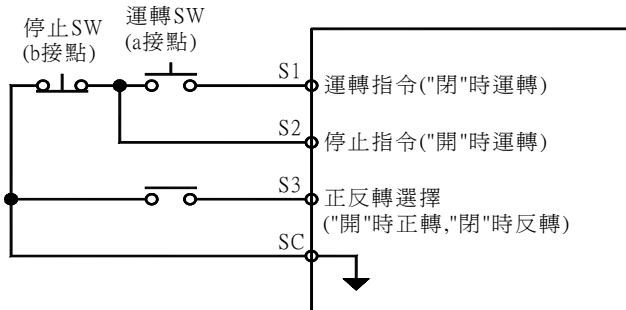 停止SW
(b接點)
運轉SW
(a接點)
S1
運轉指令("閉"時運轉)
S2
停止指令("開"時運轉)
S3
正反轉選擇
("開"時正轉,"閉"時反轉)
SC